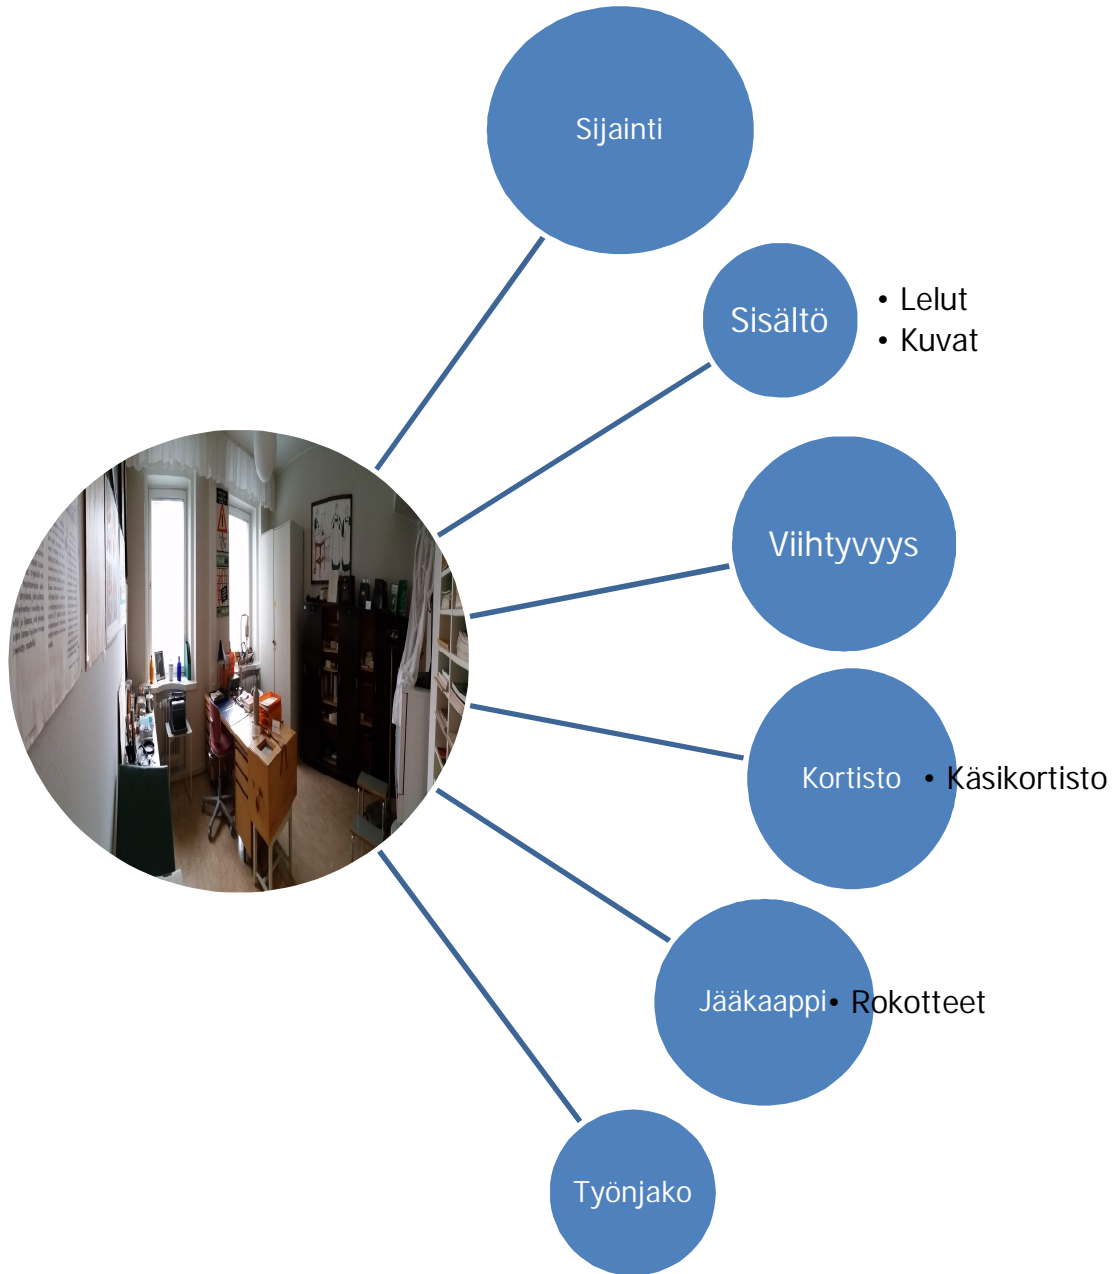 Sijainti
Sisältö
• Lelut
• Kuvat
Viihtyvyys
Kortisto
• Käsikortisto
Jääkaappi
• Rokotteet
Työnjako